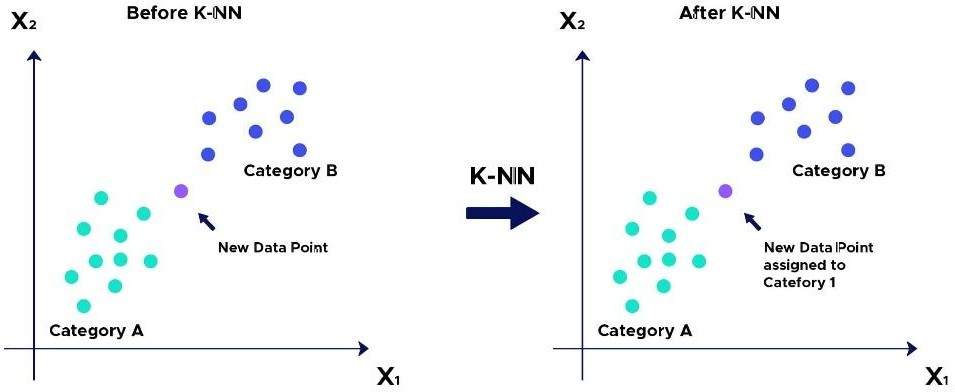 Before K-NN
X2
Category B
New Data Point
Category A
X1
K-NN
After K-NN
X2
Category B
New Data Point
assigned to
Catefory 1
Category A
X1